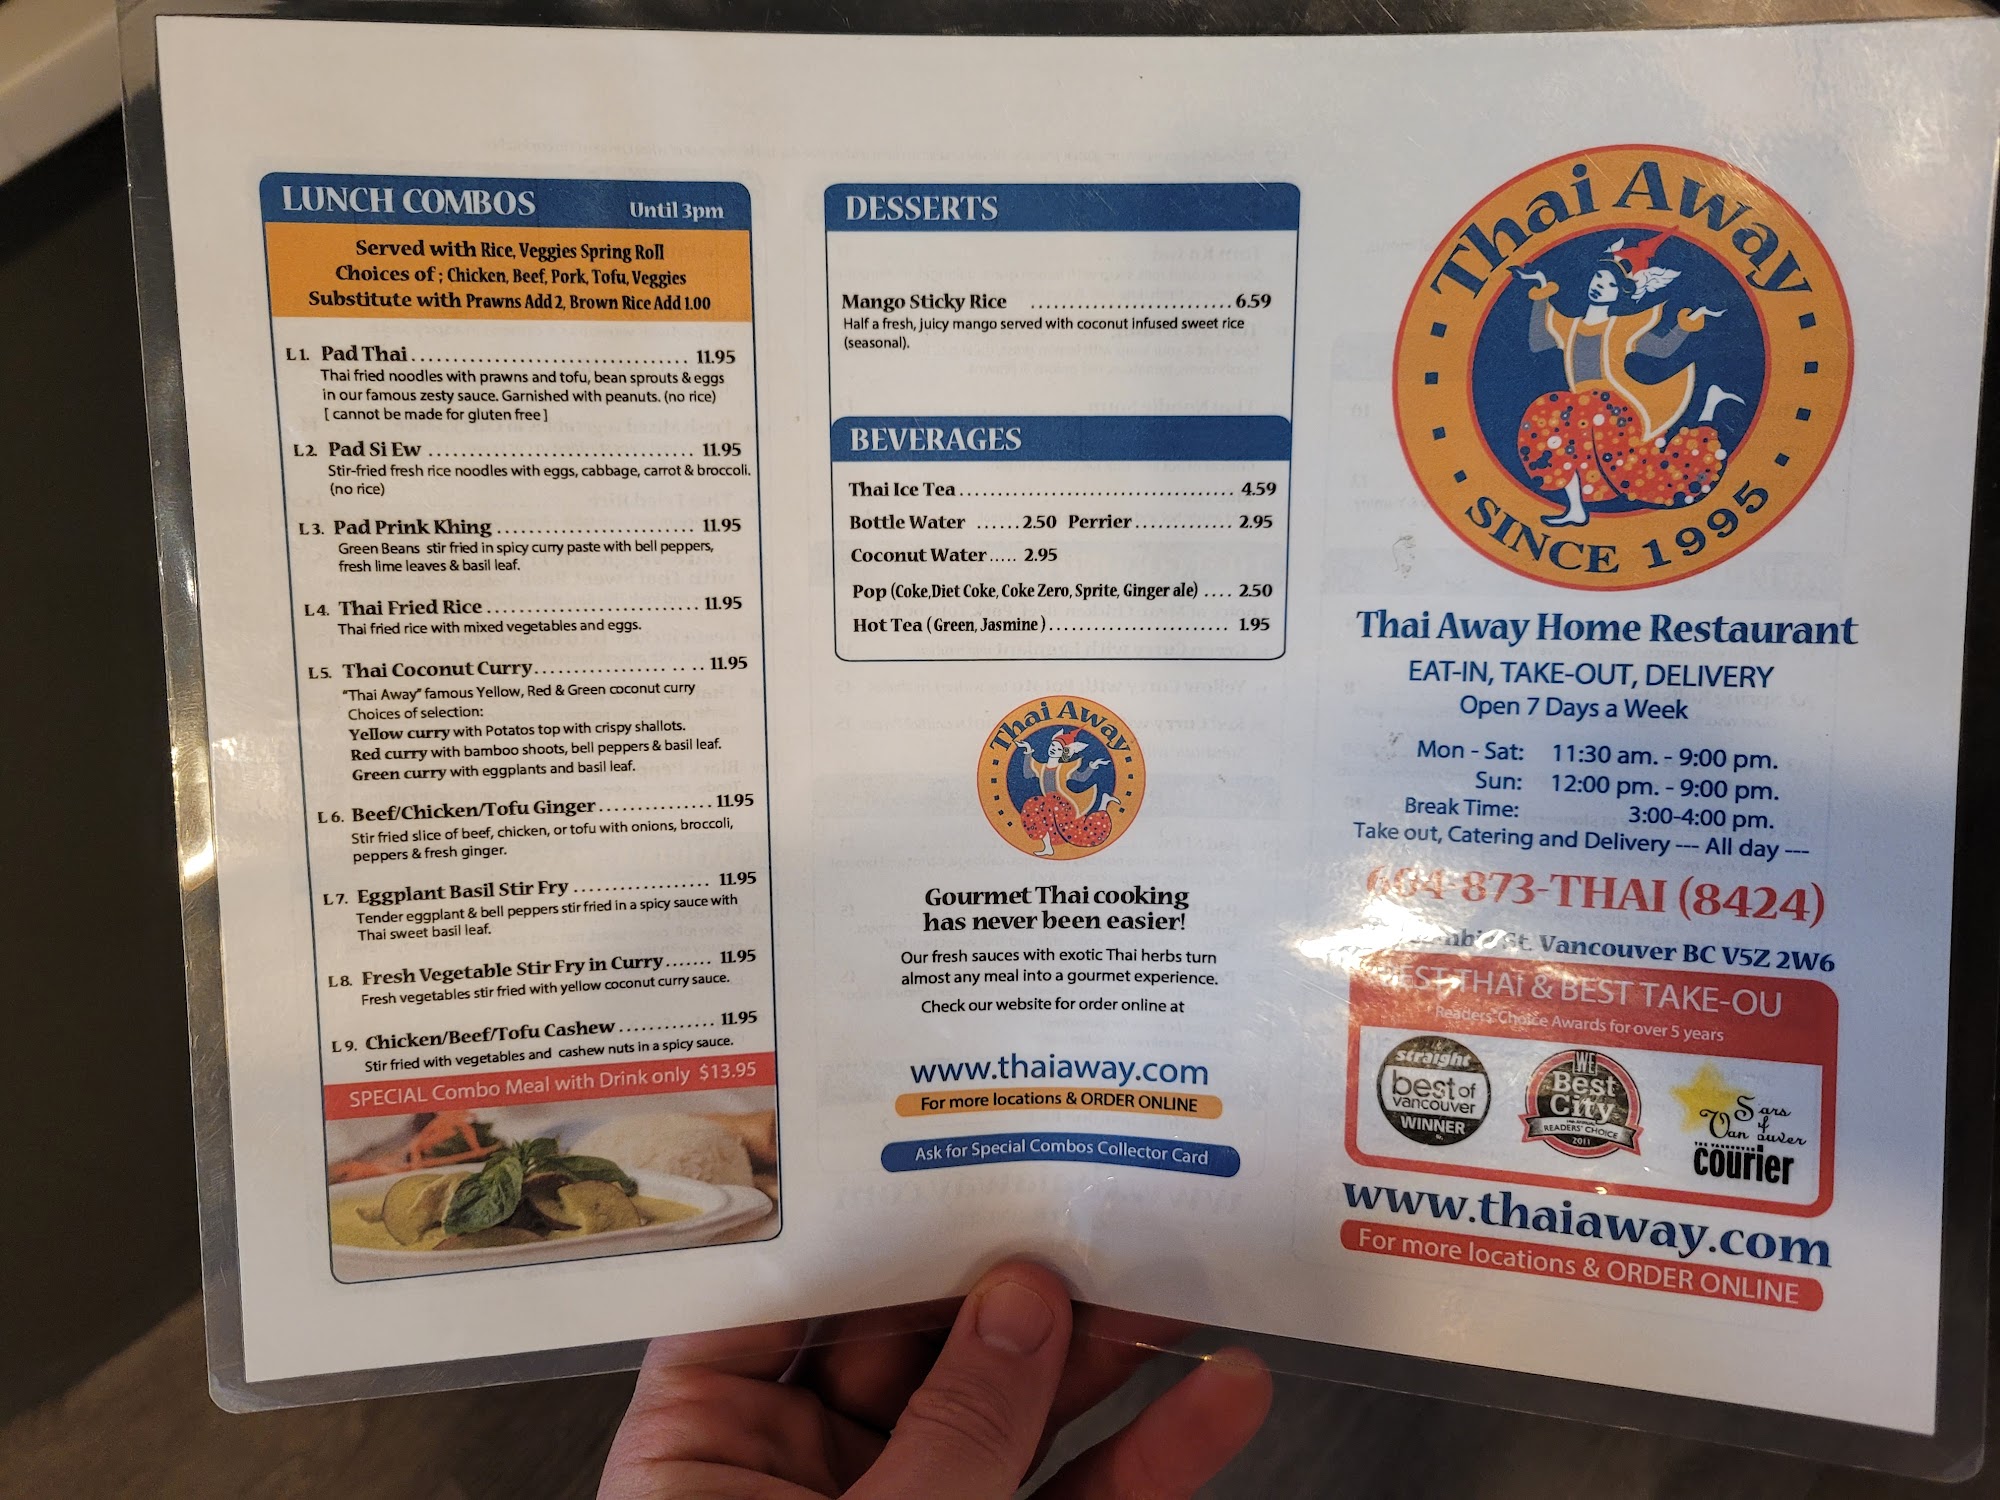 LUNCH COMBOS Until 3pm
Served with Rice, Veggies Spring Roll
Choices of ; Chicken, Beef, Pork, Tofu, Veggies
Substitute with Prawns Add 2, Brown Rice Add 1.00
L 1. Pad Thai ................................ 11.95
Thai fried noodles with prawns and tofu, bean sprouts & eggs
in our famous zesty sauce. Garnished with peanuts. (no rice)
[ cannot be made for gluten free ]
L2. Pad Si Ew ................................ 11.95
Stir-fried fresh rice noodles with eggs, cabbage, carrot & broccoli.
(no rice)
L 3. Pad Prink Khing ........................ 11.95
Green Beans stir fried in spicy curry paste with bell peppers,
fresh lime leaves & basil leaf.
L4. Thai Fried Rice .......................... 11.95
Thai fried rice with mixed vegetables and eggs.
L5. Thai Coconut Curry..................... 11.95
"Thai Away" famous Yellow, Red & Green coconut curry
Choices of selection:
Yellow curry with Potatos top with crispy shallots.
Red curry with bamboo shoots, bell peppers & basil leaf.
Green curry with eggplants and basil leaf.
L 6. Beef/Chicken/Tofu Ginger.............. 11.95
Stir fried slice of beef, chicken, or tofu with onions, broccoli,
peppers & fresh ginger.
L 7. Eggplant Basil Stir Fry .................. 11.95
Tender eggplant & bell peppers stir fried in a spicy sauce with
Thai sweet basil leaf.
L8. Fresh Vegetable Stir Fry in Curry....... 11.95
Fresh vegetables stir fried with yellow coconut curry sauce.
L 9. Chicken/Beef/Tofu Cashew ............. 11.95
Stir fried with vegetables and cashew nuts in a spicy sauce.
SPECIAL Combo Meal with Drink only $13.95
DESSERTS
Mango Sticky Rice ........................ 6.59
Half a fresh, juicy mango served with coconut infused sweet rice
(seasonal).
BEVERAGES
Thai Ice Tea .................................... 4.59
Bottle Water ...... 2.50 Perrier............. 2.95
Coconut Water ..... 2.95
Pop (Coke,Diet Coke, Coke Zero, Sprite, Ginger ale) .... 2.50
Hot Tea ( Green, Jasmine )........................ 1.95
Thai Away
Gourmet Thai cooking
has never been easier!
Our fresh sauces with exotic Thai herbs turn
almost any meal into a gourmet experience.
Check our website for order online at
www.thaiaway.com
For more locations & ORDER ONLINE
Ask for Special Combos Collector Card
Thai Away
SINCE 1995
Thai Away Home Restaurant
EAT-IN, TAKE-OUT, DELIVERY
Open 7 Days a Week
Mon - Sat: 11:30 am. - 9:00 pm.
Sun: 12:00 pm. - 9:00 pm.
Break Time: 3:00-4:00 pm.
Take out, Catering and Delivery --- All day ---
604-873-THAI (8424)
St. Vancouver BC V5Z 2W6
BEST THAI & BEST TAKE-OU
Readers' Choice Awards for over 5 years
straight
best of
vancouver
WINNER
WE
Best
City
READERS' CHOICE
2011
Sars
of
Vancouver
THE VANCOUVER
courier
www.thaiaway.com
For more locations & ORDER ONLINE